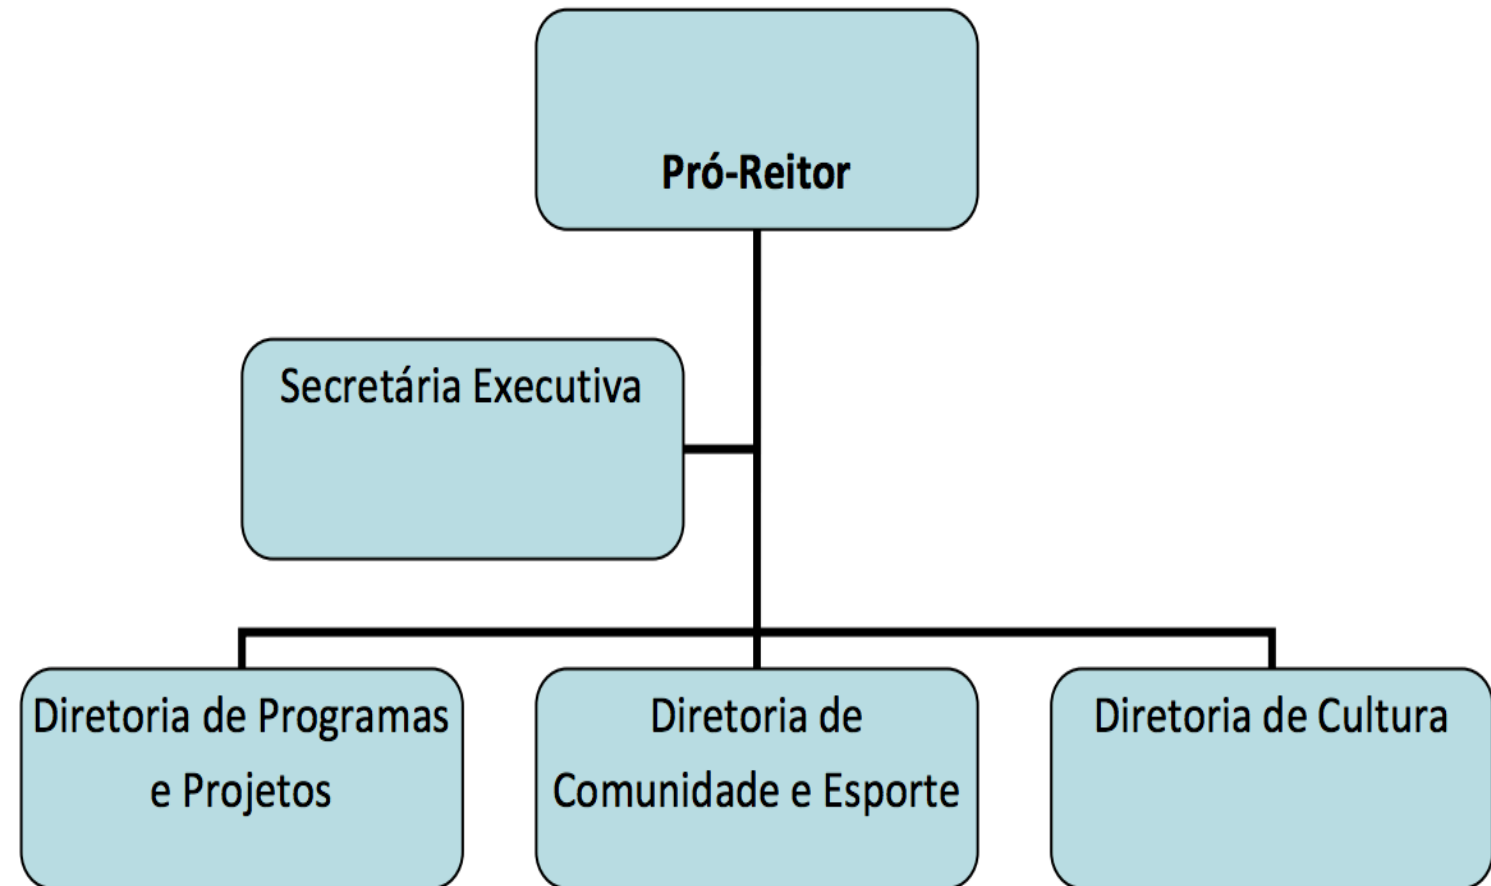 Pró-Reitor
Secretária Executiva
Diretoria de Programas
e Projetos
Diretoria de
Comunidade e Esporte
Diretoria de Cultura